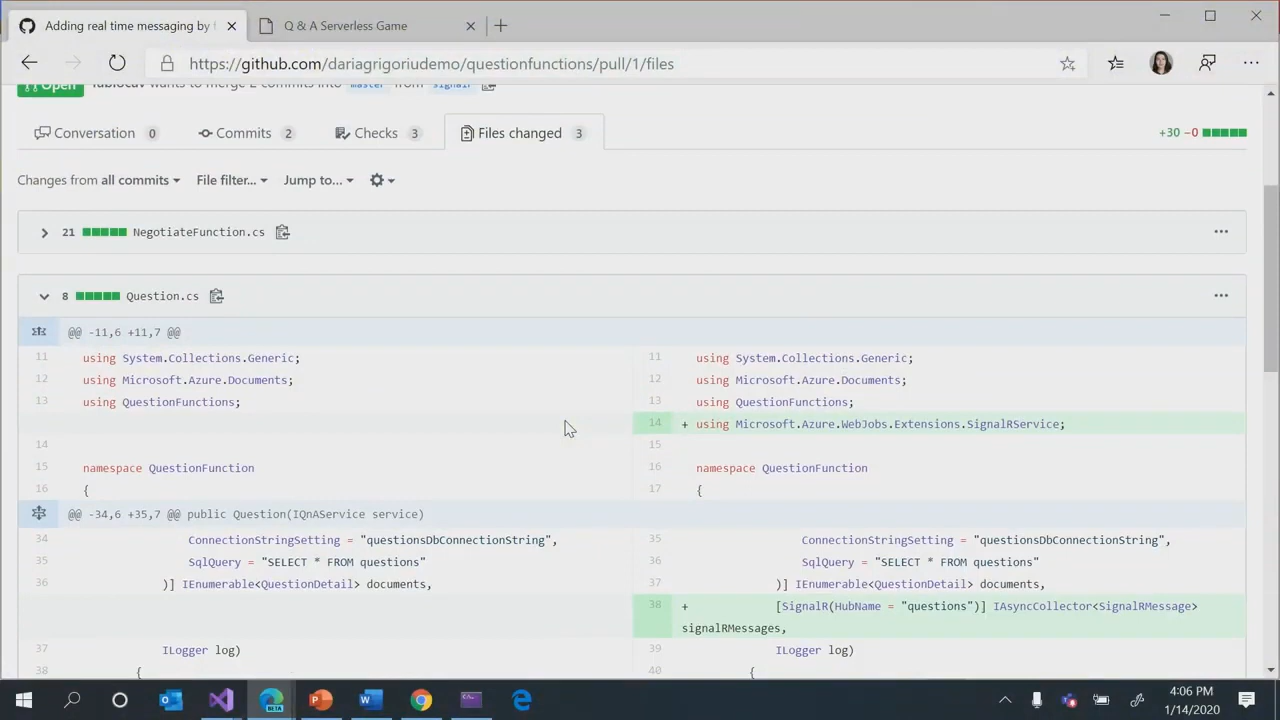 Adding real time messaging by f
Q & A Serverless Game
https://github.com/dariagrigoriudemo/questionfunctions/pull/1/files
Open fabiocav wants to merge 2 commits into master from signalr
Conversation 0
Commits 2
Checks 3
Files changed 3
+30 −0
Changes from all commits
File filter...
Jump to...
21 NegotiateFunction.cs
...
8 Question.cs
...
@@ -11,6 +11,7 @@
11 using System.Collections.Generic;
11 using System.Collections.Generic;
12 using Microsoft.Azure.Documents;
12 using Microsoft.Azure.Documents;
13 using QuestionFunctions;
13 using QuestionFunctions;
14 + using Microsoft.Azure.WebJobs.Extensions.SignalRService;
14
15
15 namespace QuestionFunction
16 namespace QuestionFunction
16 {
17 {
@@ -34,6 +35,7 @@ public Question(IQnAService service)
34 ConnectionStringSetting = "questionsDbConnectionString",
35 ConnectionStringSetting = "questionsDbConnectionString",
35 SqlQuery = "SELECT * FROM questions"
36 SqlQuery = "SELECT * FROM questions"
36 )] IEnumerable<QuestionDetail> documents,
37 )] IEnumerable<QuestionDetail> documents,
38 + [SignalR(HubName = "questions")] IAsyncCollector<SignalRMessage>
signalRMessages,
37 ILogger log)
39 ILogger log)
38 {
40 {
BETA
4:06 PM
1/14/2020